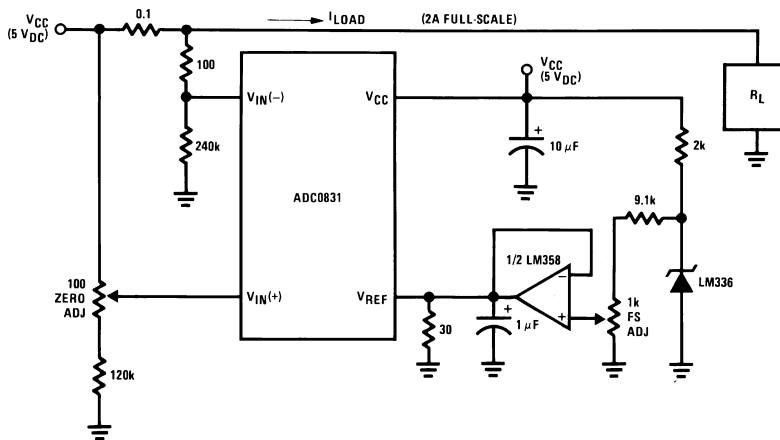 VCC
(5 VDC)
0.1
ILOAD
(2A FULL-SCALE)
100
VIN(–)
240k
VCC
VCC
(5 VDC)
+
10 μF
RL
2k
9.1k
ADC0831
1/2 LM358
LM336
100
ZERO
ADJ
VIN(+)
VREF
30
+
1 μF
–
+
1k
FS
ADJ
120k